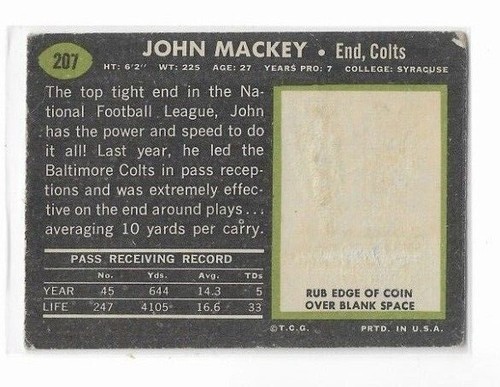 207
JOHN MACKEY • End, Colts
HT: 6'2" WT: 225 AGE: 27 YEARS PRO: 7 COLLEGE: SYRACUSE
The top tight end in the Na-
tional Football League, John
has the power and speed to do
it all! Last year, he led the
Baltimore Colts in pass recep-
tions and was extremely effec-
tive on the end around plays...
averaging 10 yards per carry.
PASS RECEIVING RECORD
No. Yds. Avg. TDs
YEAR 45 644 14.3 5
LIFE 247 4105 16.6 33
RUB EDGE OF COIN
OVER BLANK SPACE
©T.C.G. PRTD. IN U.S.A.